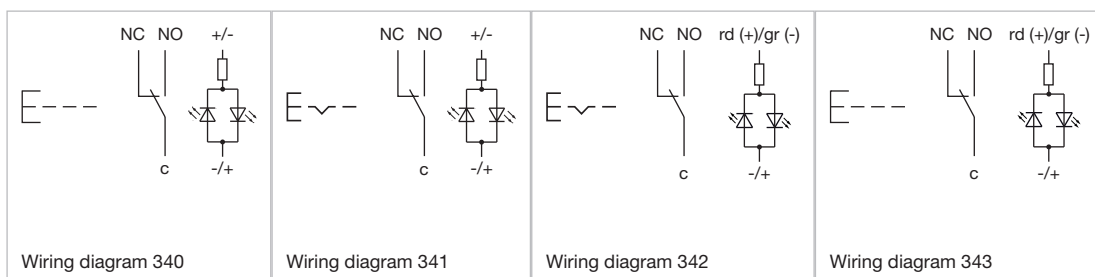 NC NO +/-
c -/+
Wiring diagram 340
NC NO +/-
c -/+
Wiring diagram 341
NC NO rd (+)/gr (-)
c -/+
Wiring diagram 342
NC NO rd (+)/gr (-)
c -/+
Wiring diagram 343